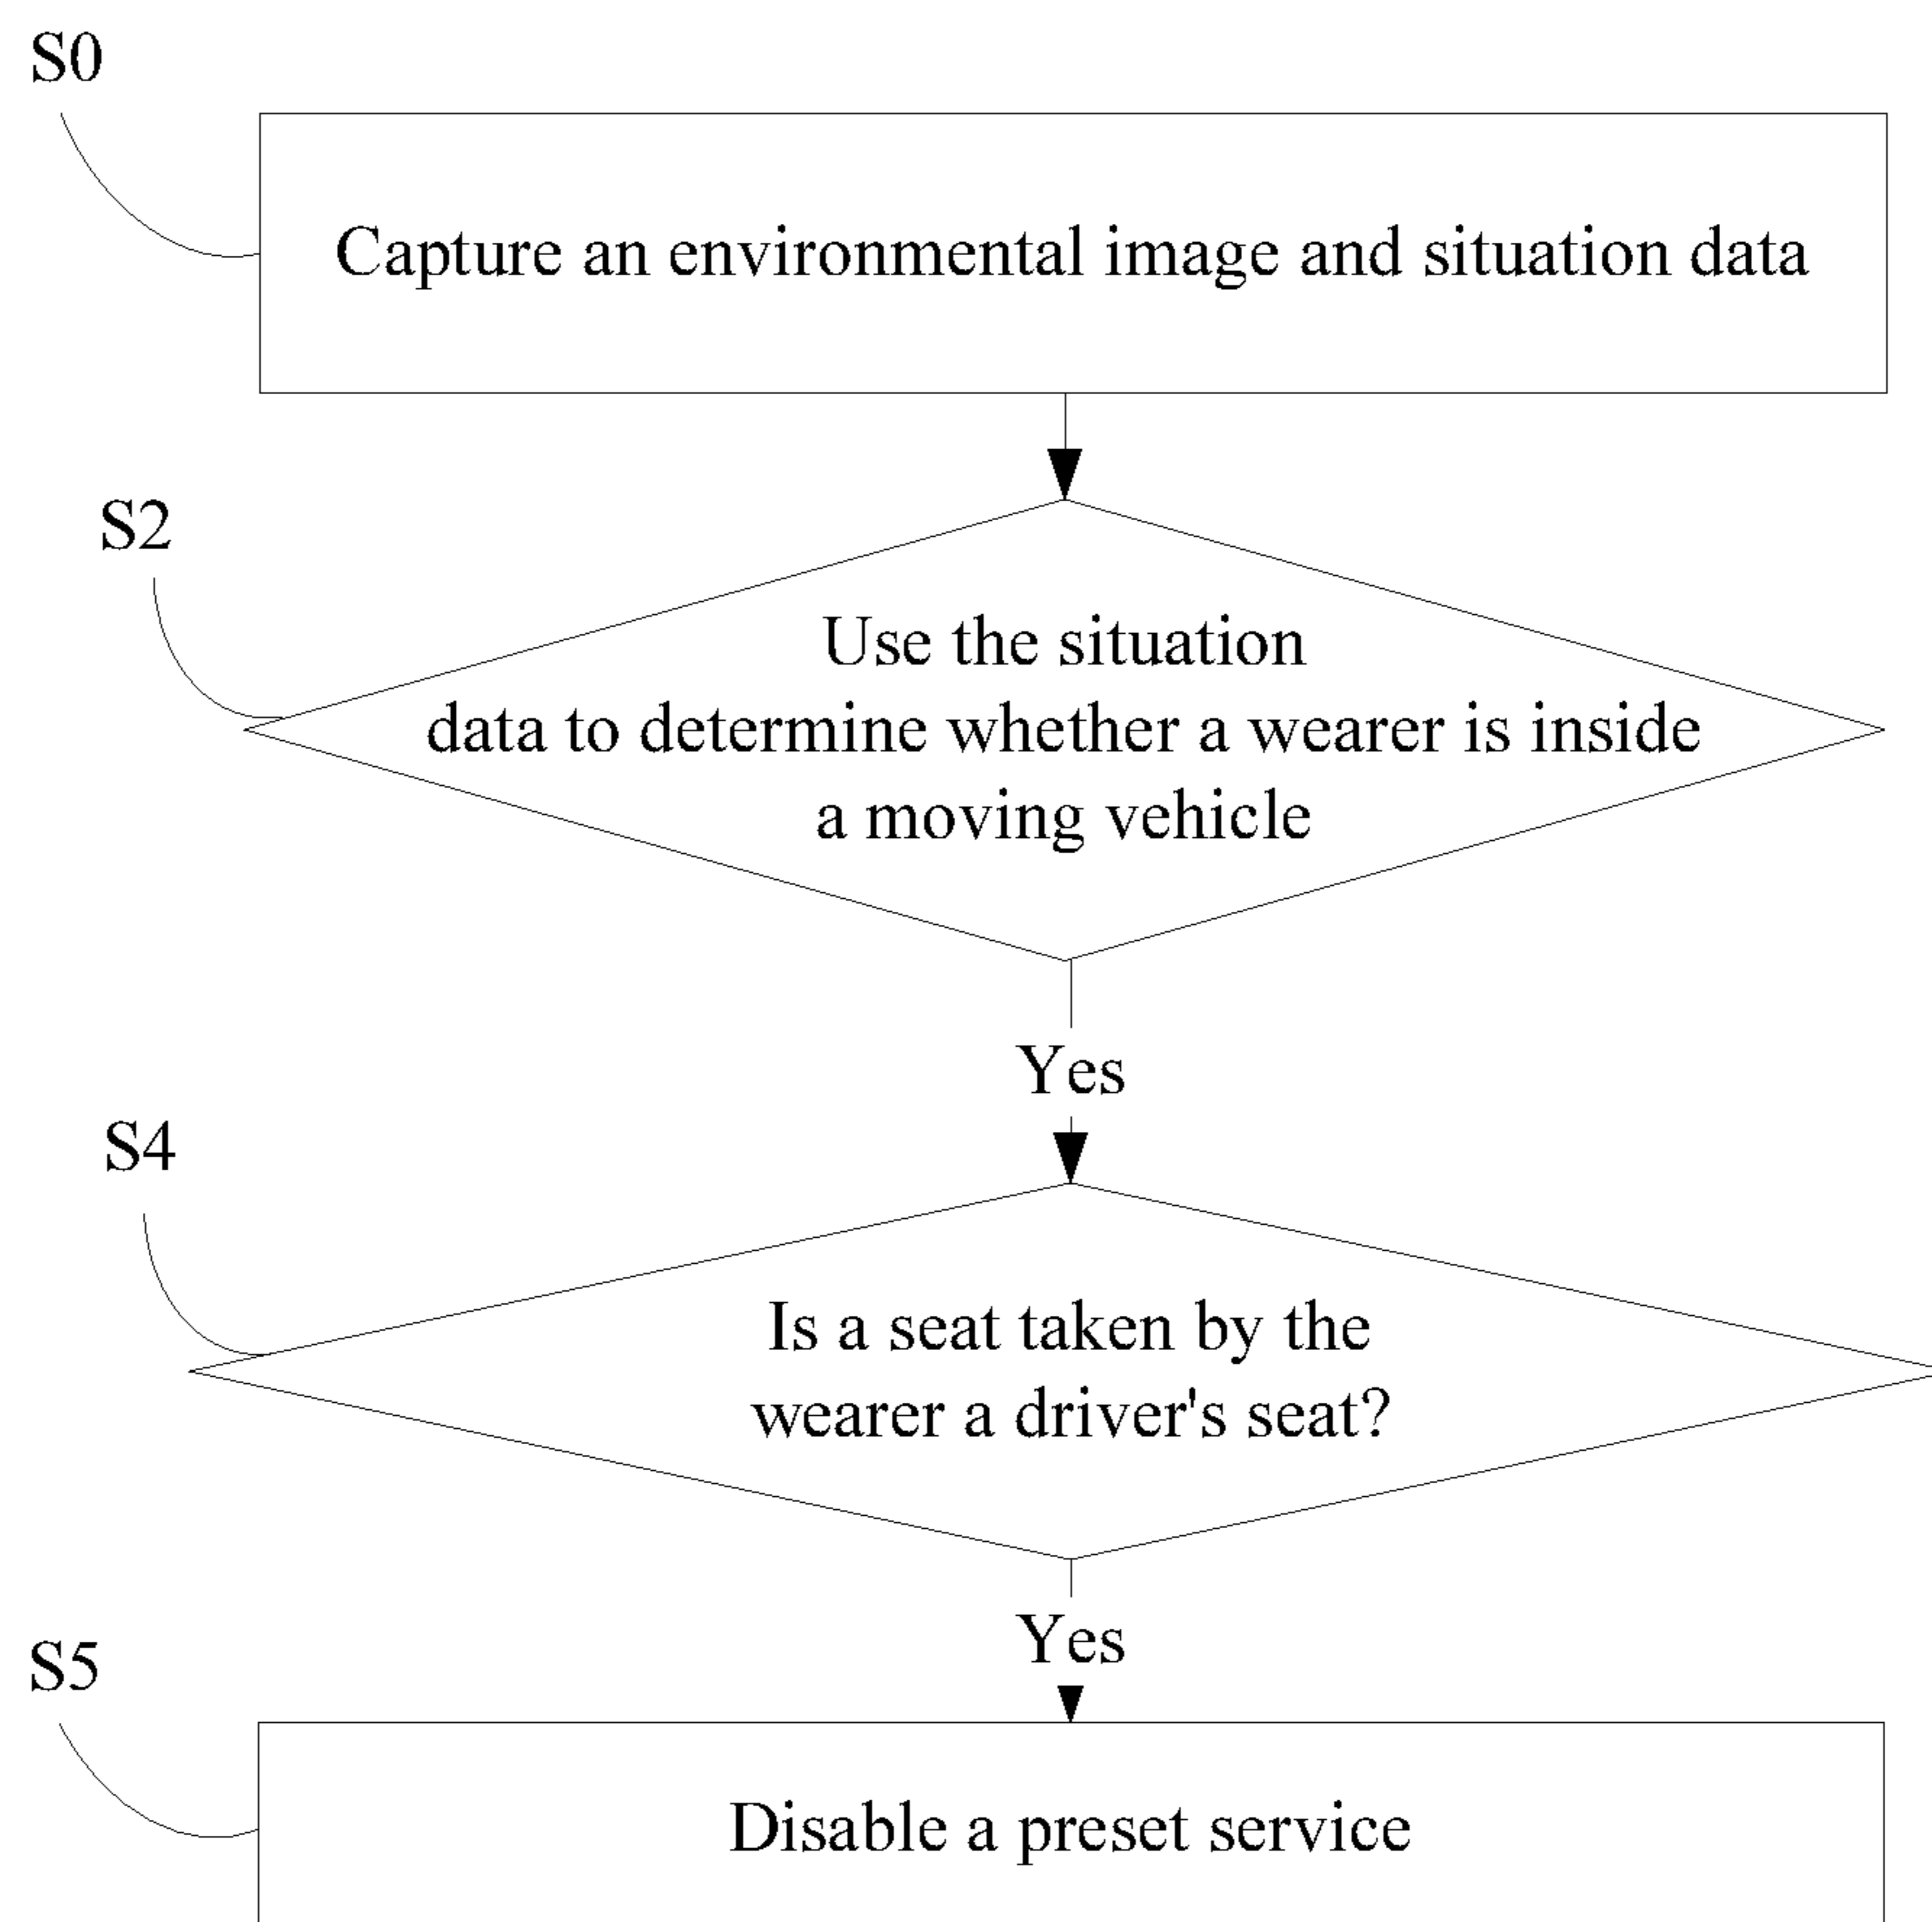 S0
Capture an environmental image and situation data
S2
Use the situation
data to determine whether a wearer is inside
a moving vehicle
Yes
S4
Is a seat taken by the
wearer a driver's seat?
Yes
S5
Disable a preset service